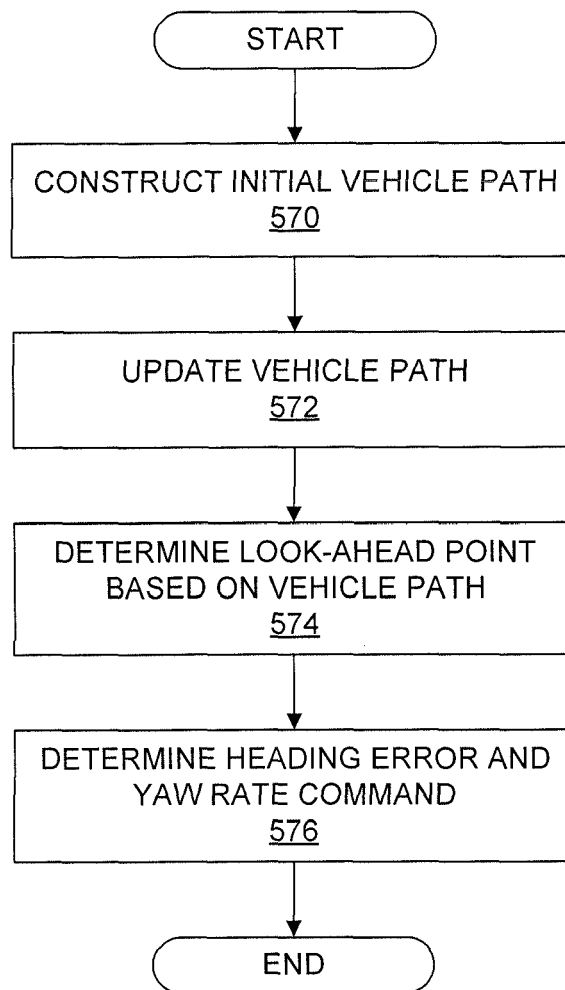 START
CONSTRUCT INITIAL VEHICLE PATH
570
UPDATE VEHICLE PATH
572
DETERMINE LOOK-AHEAD POINT
BASED ON VEHICLE PATH
574
DETERMINE HEADING ERROR AND
YAW RATE COMMAND
576
END